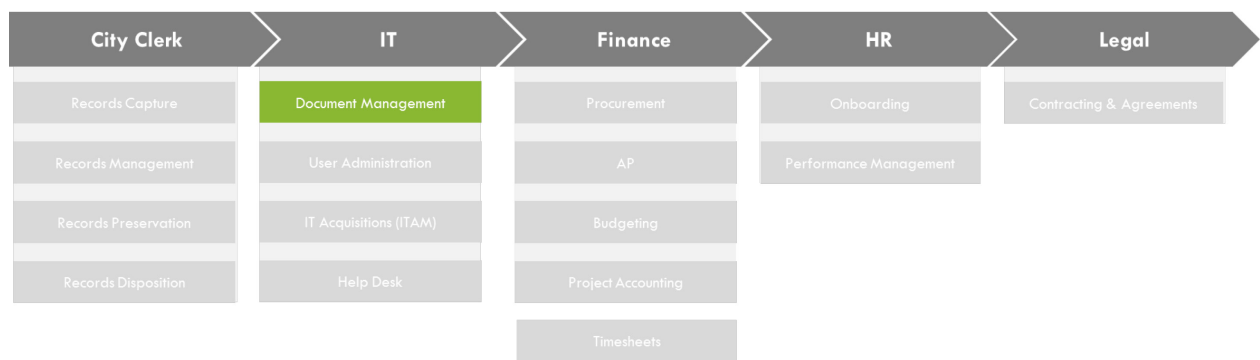 City Clerk
IT
Finance
HR
Legal
Records Capture
Document Management
Procurement
Onboarding
Contracting & Agreements
Records Management
User Administration
AP
Performance Management
Records Preservation
IT Acquisitions (ITAM)
Budgeting
Records Disposition
Help Desk
Project Accounting
Timesheets